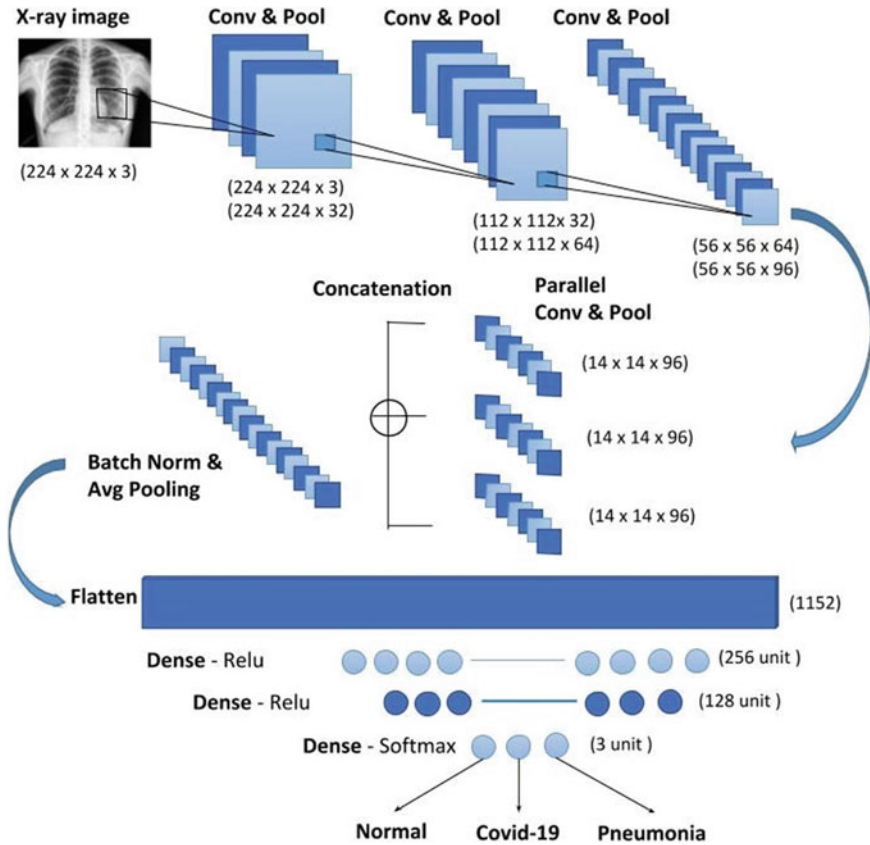 X-ray image
Conv & Pool
Conv & Pool
Conv & Pool
(224 x 224 x 3)
(224 x 224 x 3)
(224 x 224 x 32)
(112 x 112x 32)
(112 x 112 x 64)
(56 x 56 x 64)
(56 x 56 x 96)
Concatenation
Parallel
Conv & Pool
(14 x 14 x 96)
(14 x 14 x 96)
(14 x 14 x 96)
Batch Norm &
Avg Pooling
Flatten
(1152)
Dense - Relu
(256 unit )
Dense - Relu
(128 unit )
Dense - Softmax
(3 unit )
Normal
Covid-19
Pneumonia